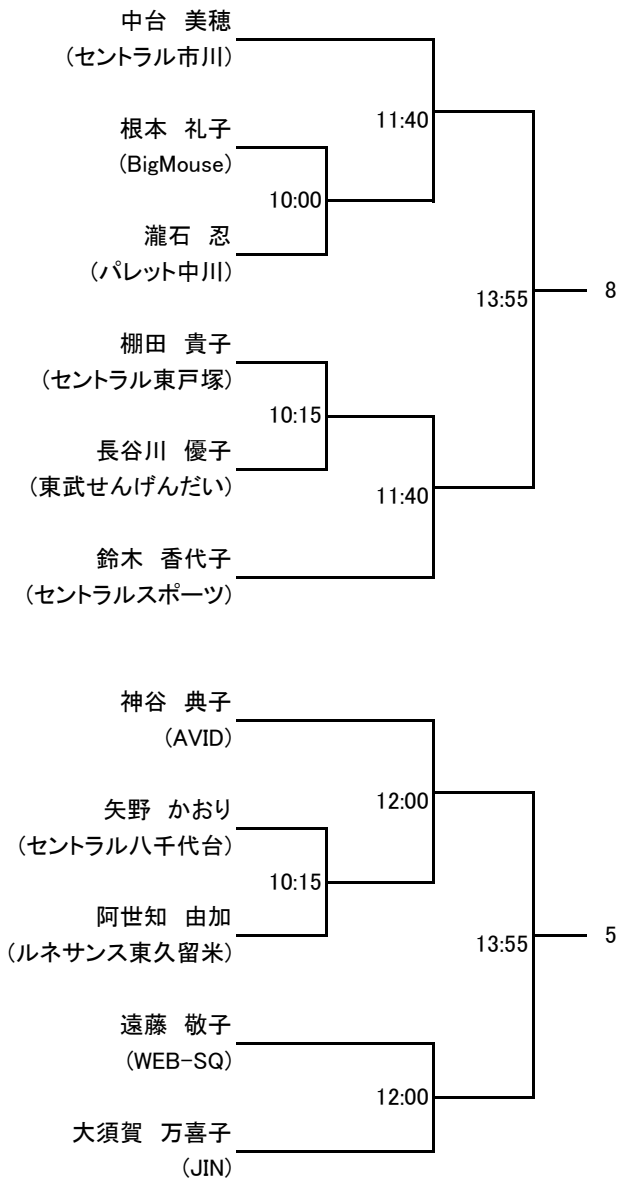 中台　美穂
(セントラル市川)
11:40
根本　礼子
(BigMouse)
10:00
瀧石　忍
(パレット中川)
13:55
8
棚田　貴子
(セントラル東戸塚)
10:15
長谷川　優子
(東武せんげんだい)
11:40
鈴木　香代子
(セントラルスポーツ)
神谷　典子
(AVID)
12:00
矢野　かおり
(セントラル八千代台)
10:15
阿世知　由加
(ルネサンス東久留米)
13:55
5
遠藤　敬子
(WEB-SQ)
12:00
大須賀　万喜子
(JIN)